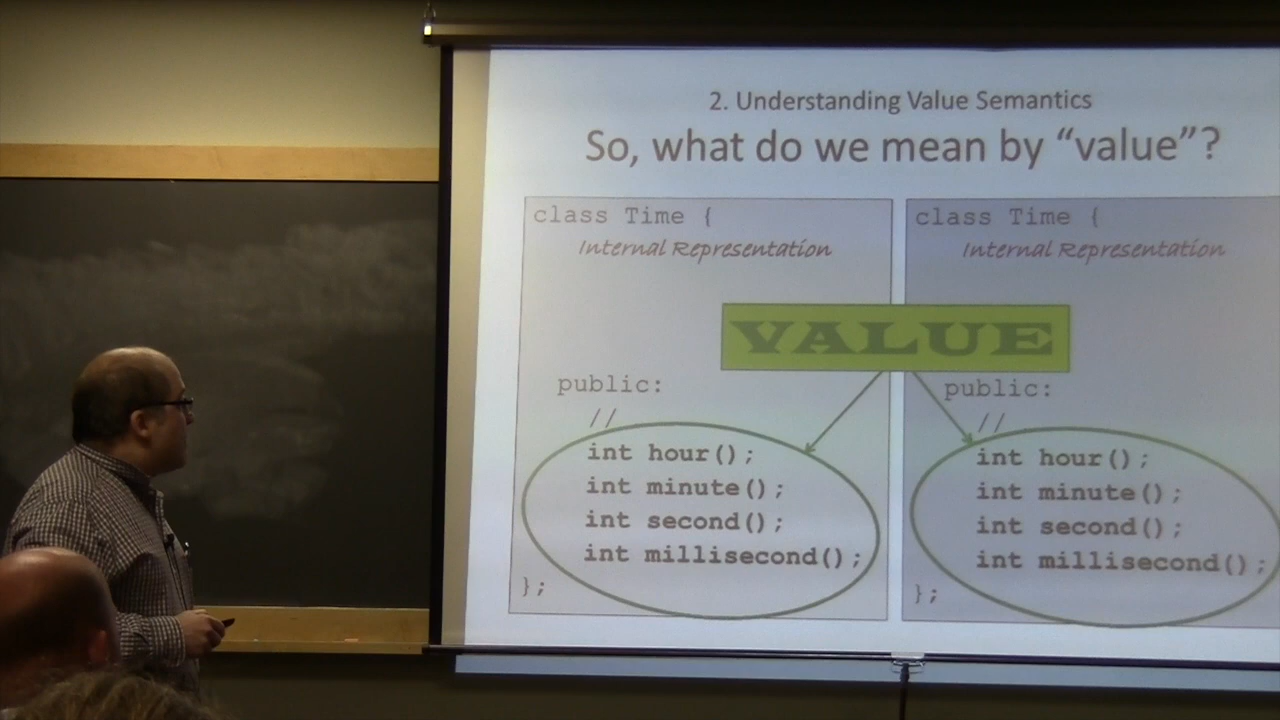 2. Understanding Value Semantics
So, what do we mean by “value”?
class Time {
Internal Representation
class Time {
Internal Representation
VALUE
public:
//
int hour();
int minute();
int second();
int millisecond();
};
public:
//
int hour();
int minute();
int second();
int millisecond();
};